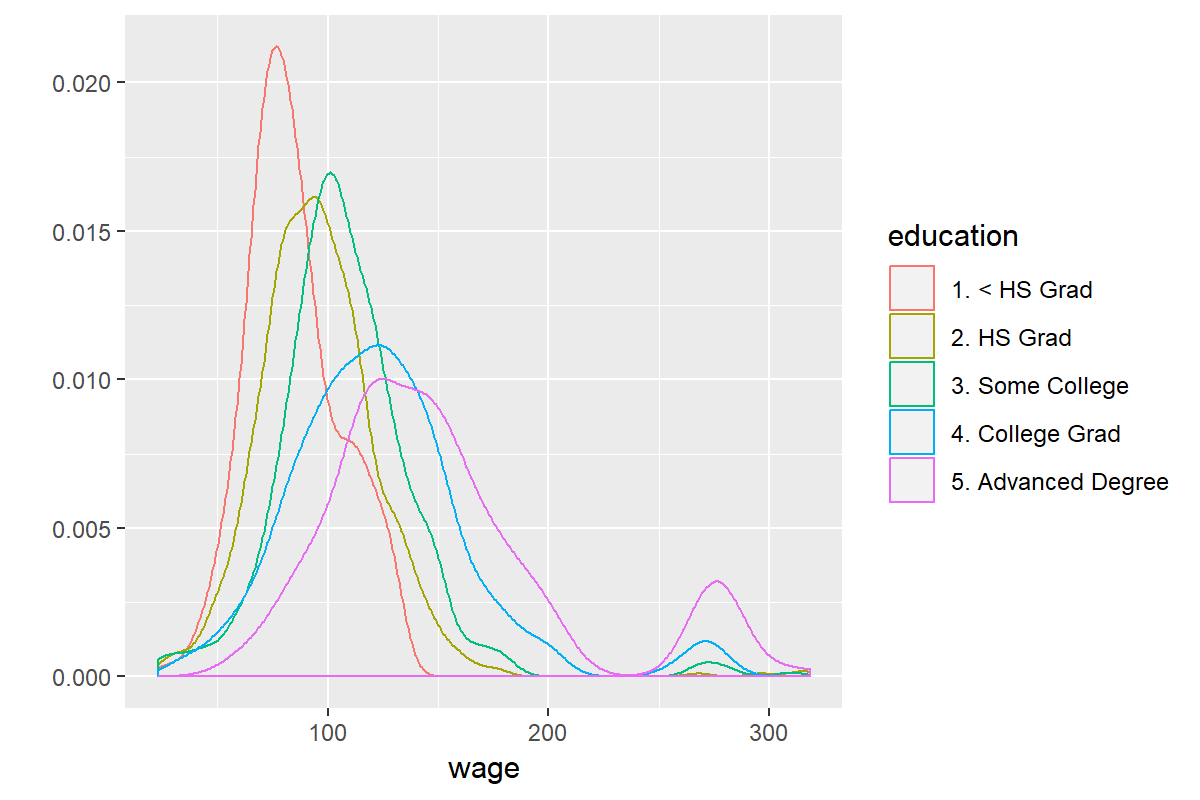 0.020
0.015
0.010
0.005
0.000
100 200 300
wage
education
1. < HS Grad
2. HS Grad
3. Some College
4. College Grad
5. Advanced Degree